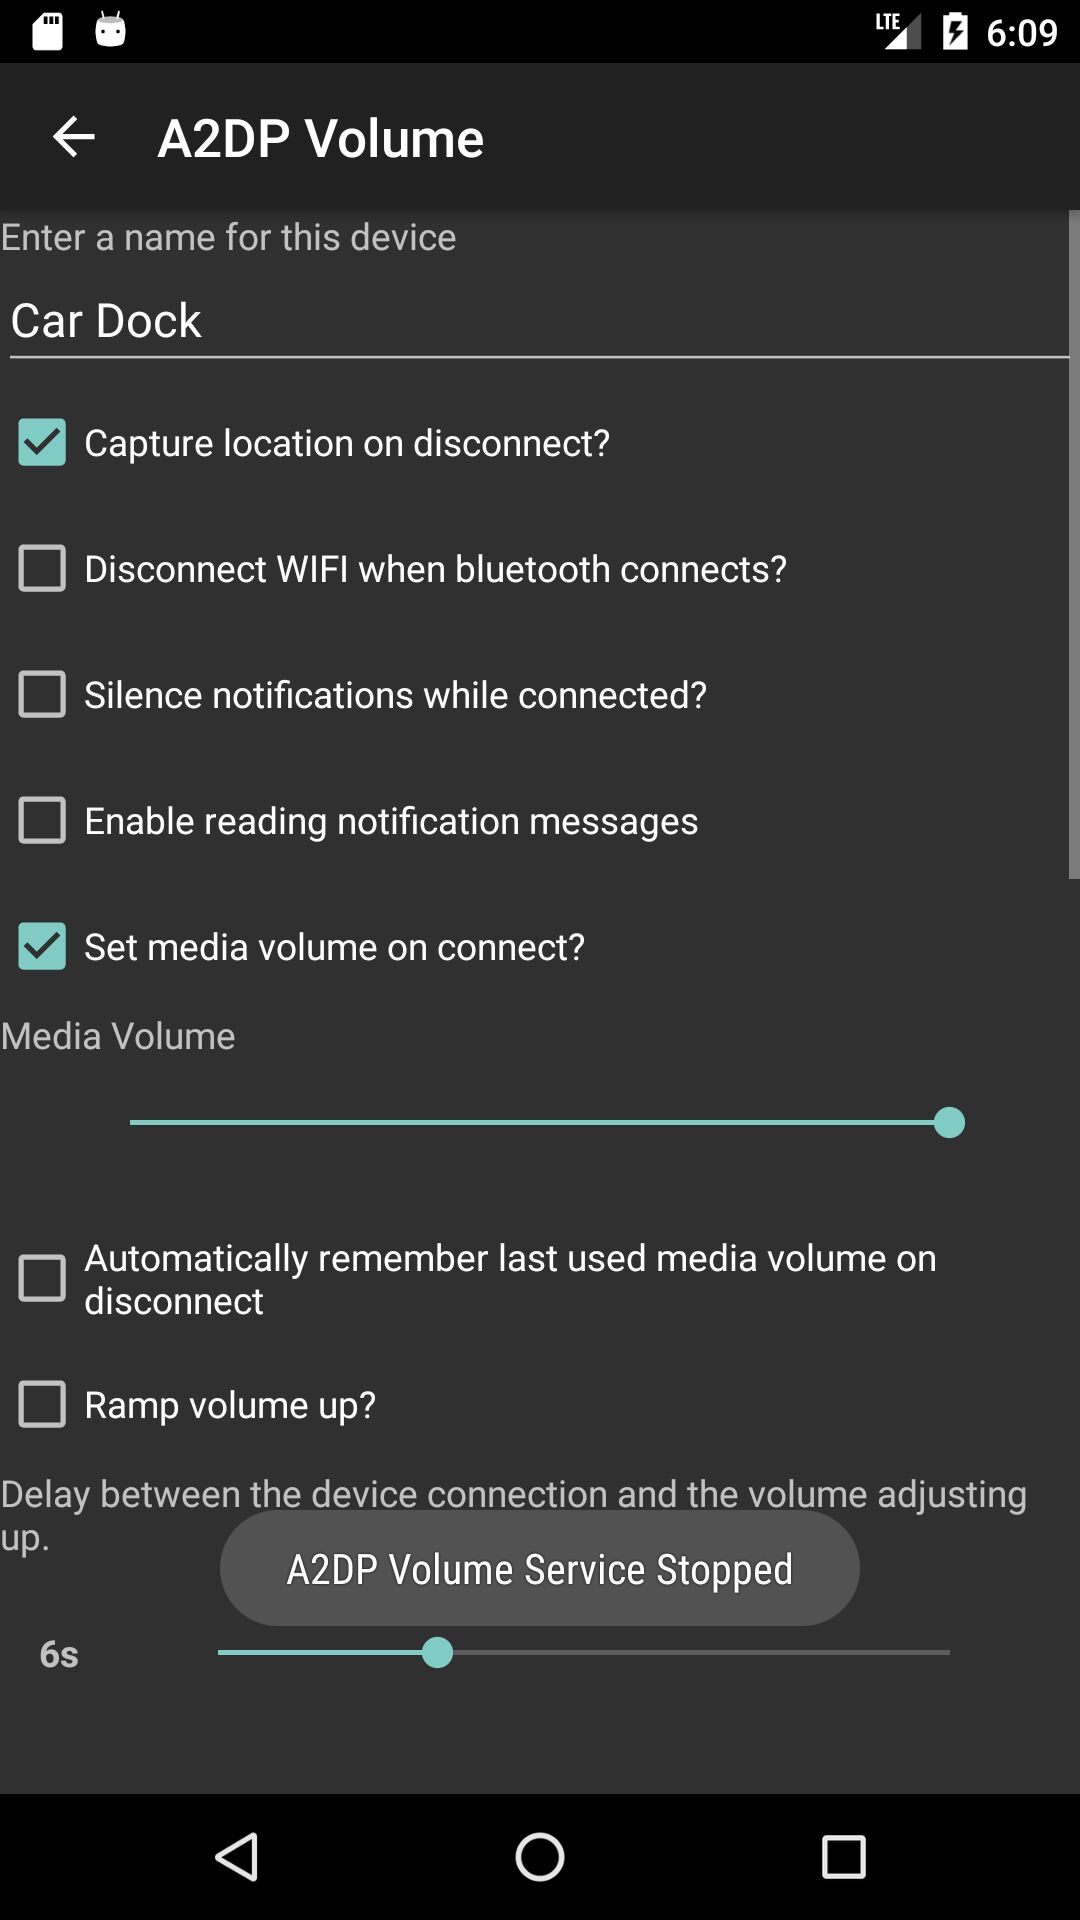 LTE 6:09
A2DP Volume
Enter a name for this device
Car Dock
Capture location on disconnect?
Disconnect WIFI when bluetooth connects?
Silence notifications while connected?
Enable reading notification messages
Set media volume on connect?
Media Volume
Automatically remember last used media volume on
disconnect
Ramp volume up?
Delay between the device connection and the volume adjusting
up.
A2DP Volume Service Stopped
6s